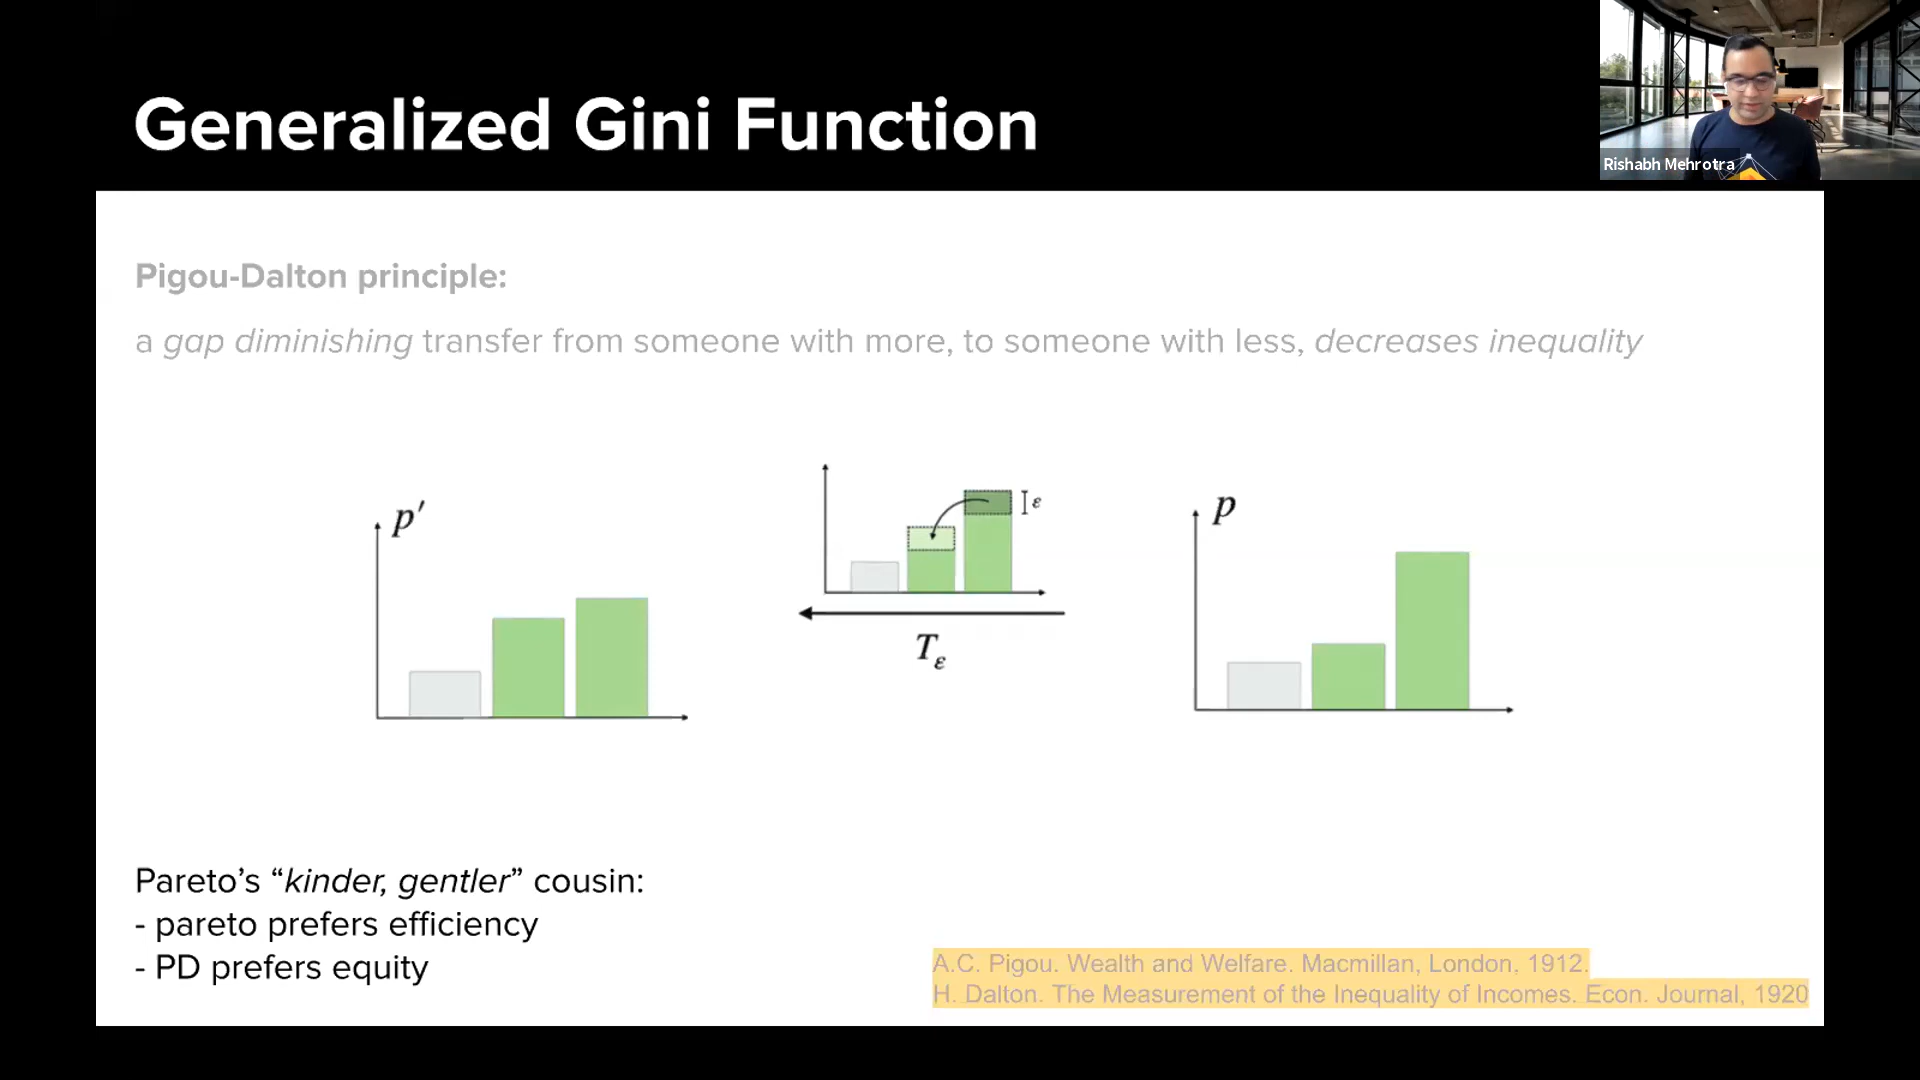 Generalized Gini Function
Rishabh Mehrotra
Pigou-Dalton principle:
a gap diminishing transfer from someone with more, to someone with less, decreases inequality
p′
ε
Tε
p
Pareto’s “kinder, gentler” cousin:
- pareto prefers efficiency
- PD prefers equity
A.C. Pigou. Wealth and Welfare. Macmillan, London, 1912.
H. Dalton. The Measurement of the Inequality of Incomes. Econ. Journal, 1920